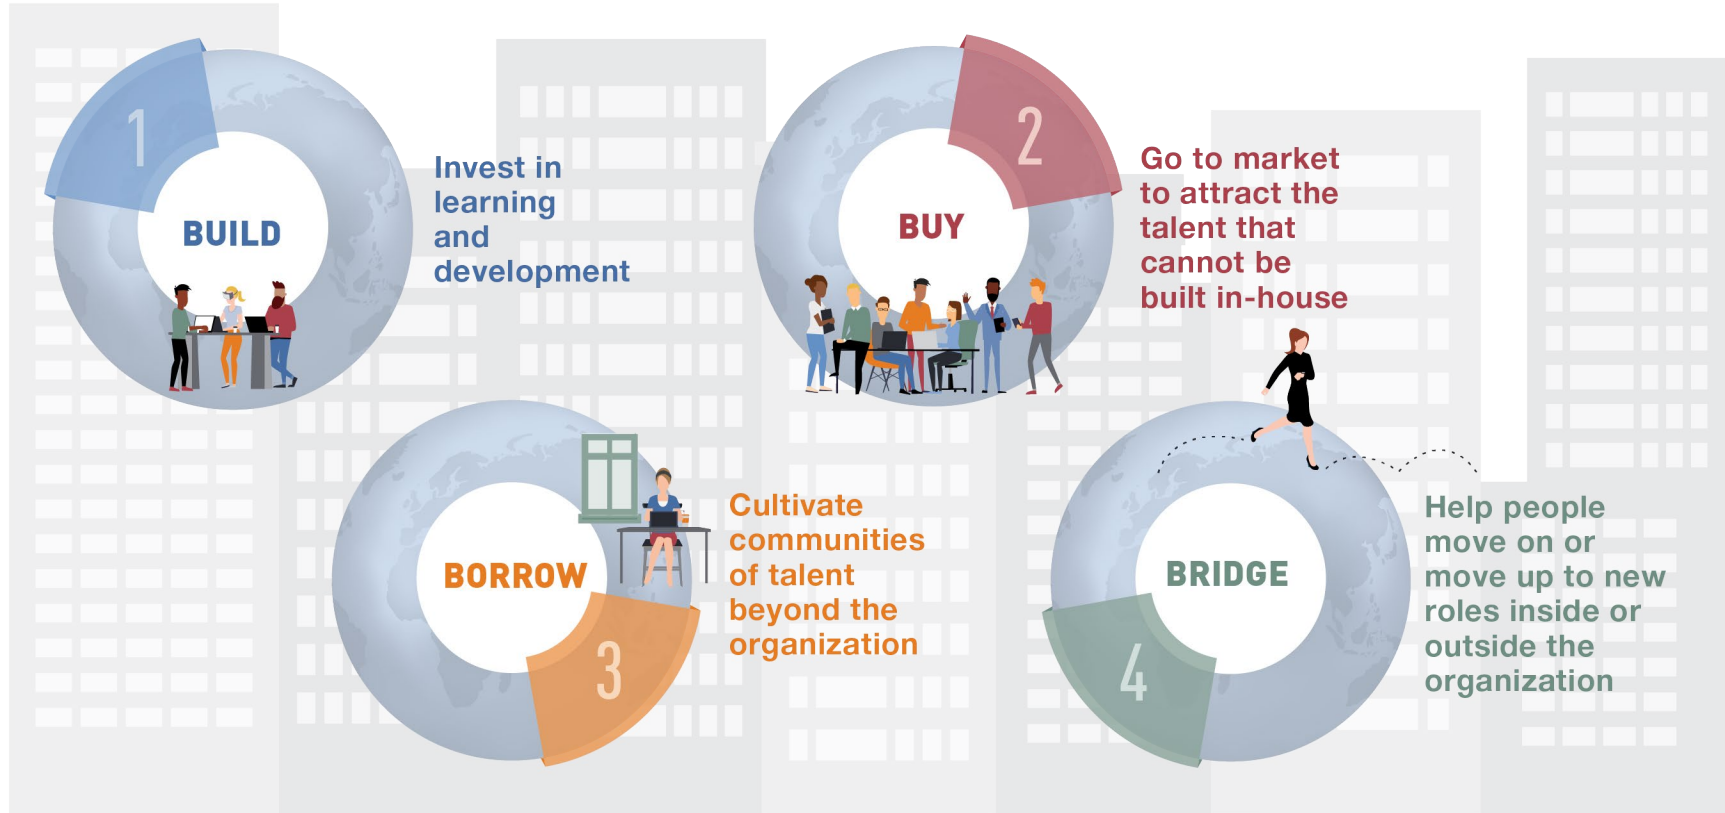 1
BUILD
Invest in
learning
and
development
2
BUY
Go to market
to attract the
talent that
cannot be
built in-house
3
BORROW
Cultivate
communities
of talent
beyond the
organization
4
BRIDGE
Help people
move on or
move up to new
roles inside or
outside the
organization